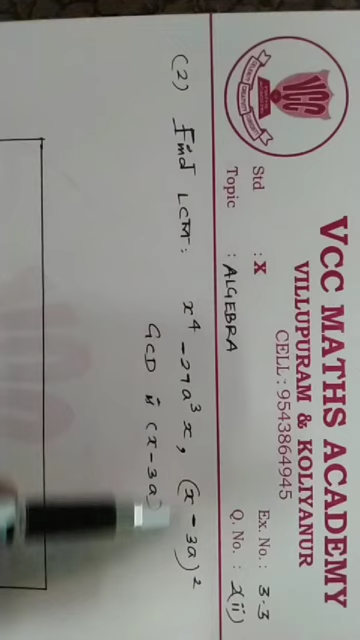 VCC MATHS ACADEMY
VILLUPURAM & KOLIYANUR
CELL : 9543864945
VCC
Std : X
Ex. No. : 3.3
Topic : ALGEBRA
Q. No. : 2(ii)
(2) Find LCM: x⁴ - 27a³x, (x - 3a)²
GCD is (x - 3a)